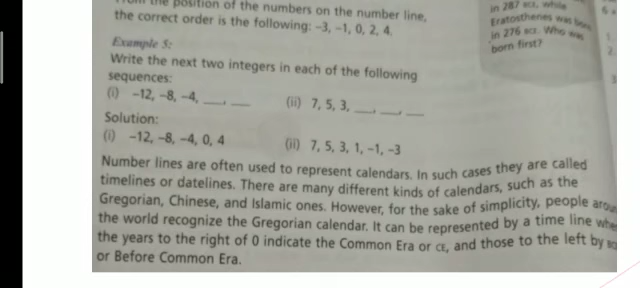 the position of the numbers on the number line,
the correct order is the following: –3, –1, 0, 2, 4.
Example 5:
Write the next two integers in each of the following
sequences:
(i) –12, –8, –4, ___, ___ (ii) 7, 5, 3, ___, ___, ___
Solution:
(i) –12, –8, –4, 0, 4 (ii) 7, 5, 3, 1, –1, –3
Number lines are often used to represent calendars. In such cases they are called
timelines or datelines. There are many different kinds of calendars, such as the
Gregorian, Chinese, and Islamic ones. However, for the sake of simplicity, people
the world recognize the Gregorian calendar. It can be represented by a time line
the years to the right of 0 indicate the Common Era or CE, and those to the left by
or Before Common Era.
in 287 BCE, while
Eratosthenes was born
in 276 BCE. Who was
born first?
6
1.
2.
3